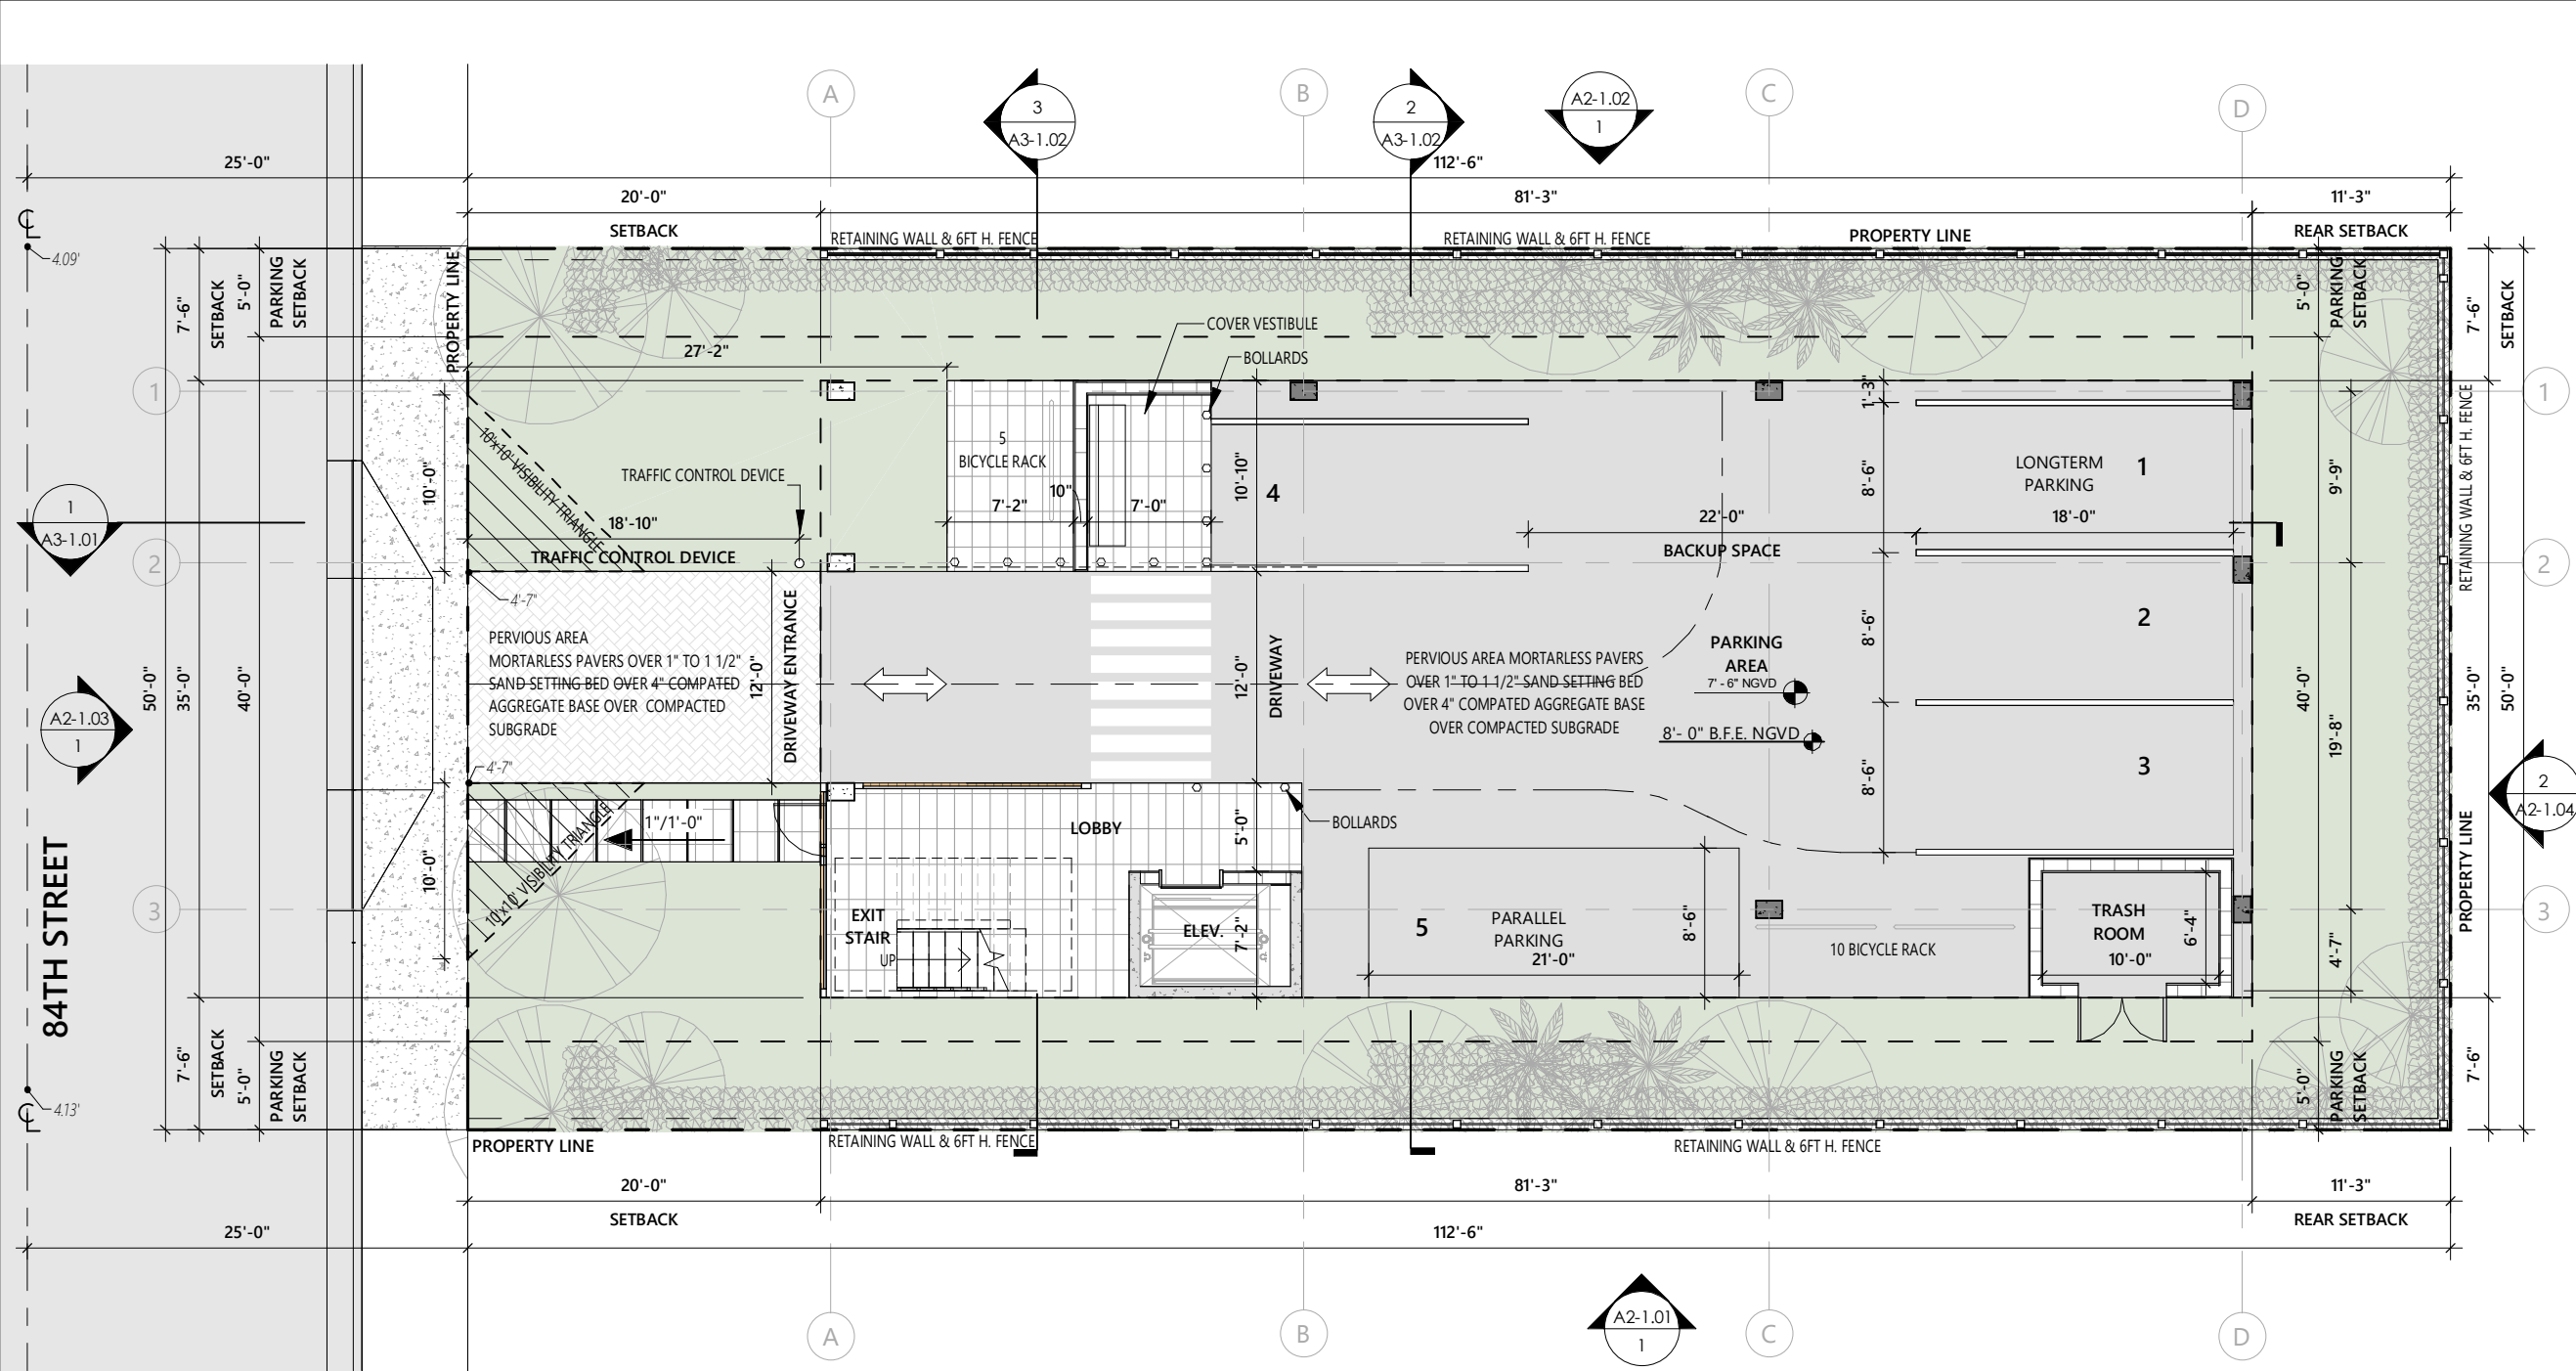 A
3
A3-1.02
B
2
A3-1.02
A2-1.02
1
C
D
25'-0"
112'-6"
20'-0"
81'-3"
11'-3"
SETBACK
RETAINING WALL & 6FT H. FENCE
RETAINING WALL & 6FT H. FENCE
PROPERTY LINE
REAR SETBACK
4.09'
7'-6"
SETBACK
5'-0"
PARKING
SETBACK
PROPERTY LINE
5'-0"
PARKING
SETBACK
7'-6"
SETBACK
COVER VESTIBULE
27'-2"
BOLLARDS
1
1'-3"
1
10'-0"
10'x10' VISIBILITY TRIANGLE
TRAFFIC CONTROL DEVICE
5
BICYCLE RACK
7'-2"
10"
7'-0"
10'-10"
4
8'-6"
LONGTERM
PARKING
1
9'-9"
RETAINING WALL & 6FT H. FENCE
1
A3-1.01
18'-10"
22'-0"
18'-0"
BACKUP SPACE
2
TRAFFIC CONTROL DEVICE
2
4'-7"
PERVIOUS AREA
MORTARLESS PAVERS OVER 1" TO 1 1/2"
SAND SETTING BED OVER 4" COMPATED
AGGREGATE BASE OVER COMPACTED
SUBGRADE
12'-0"
DRIVEWAY ENTRANCE
12'-0"
DRIVEWAY
PERVIOUS AREA MORTARLESS PAVERS
OVER 1" TO 1 1/2" SAND SETTING BED
OVER 4" COMPATED AGGREGATE BASE
OVER COMPACTED SUBGRADE
PARKING
AREA
7' - 6" NGVD
8'- 0" B.F.E. NGVD
8'-6"
2
50'-0"
35'-0"
40'-0"
40'-0"
19'-8"
35'-0"
50'-0"
A2-1.03
1
4'-7"
8'-6"
3
2
A2-1.04
1"/1'-0"
LOBBY
5'-0"
BOLLARDS
84TH STREET
10'-0"
10'x10' VISIBILITY TRIANGLE
PROPERTY LINE
3
EXIT
STAIR
UP
ELEV.
7'-2"
5
PARALLEL
PARKING
21'-0"
8'-6"
10 BICYCLE RACK
TRASH
ROOM
10'-0"
6'-4"
4'-7"
3
7'-6"
SETBACK
5'-0"
PARKING
SETBACK
5'-0"
PARKING
SETBACK
7'-6"
4.13'
PROPERTY LINE
RETAINING WALL & 6FT H. FENCE
RETAINING WALL & 6FT H. FENCE
20'-0"
81'-3"
11'-3"
SETBACK
REAR SETBACK
25'-0"
112'-6"
A
B
A2-1.01
1
C
D